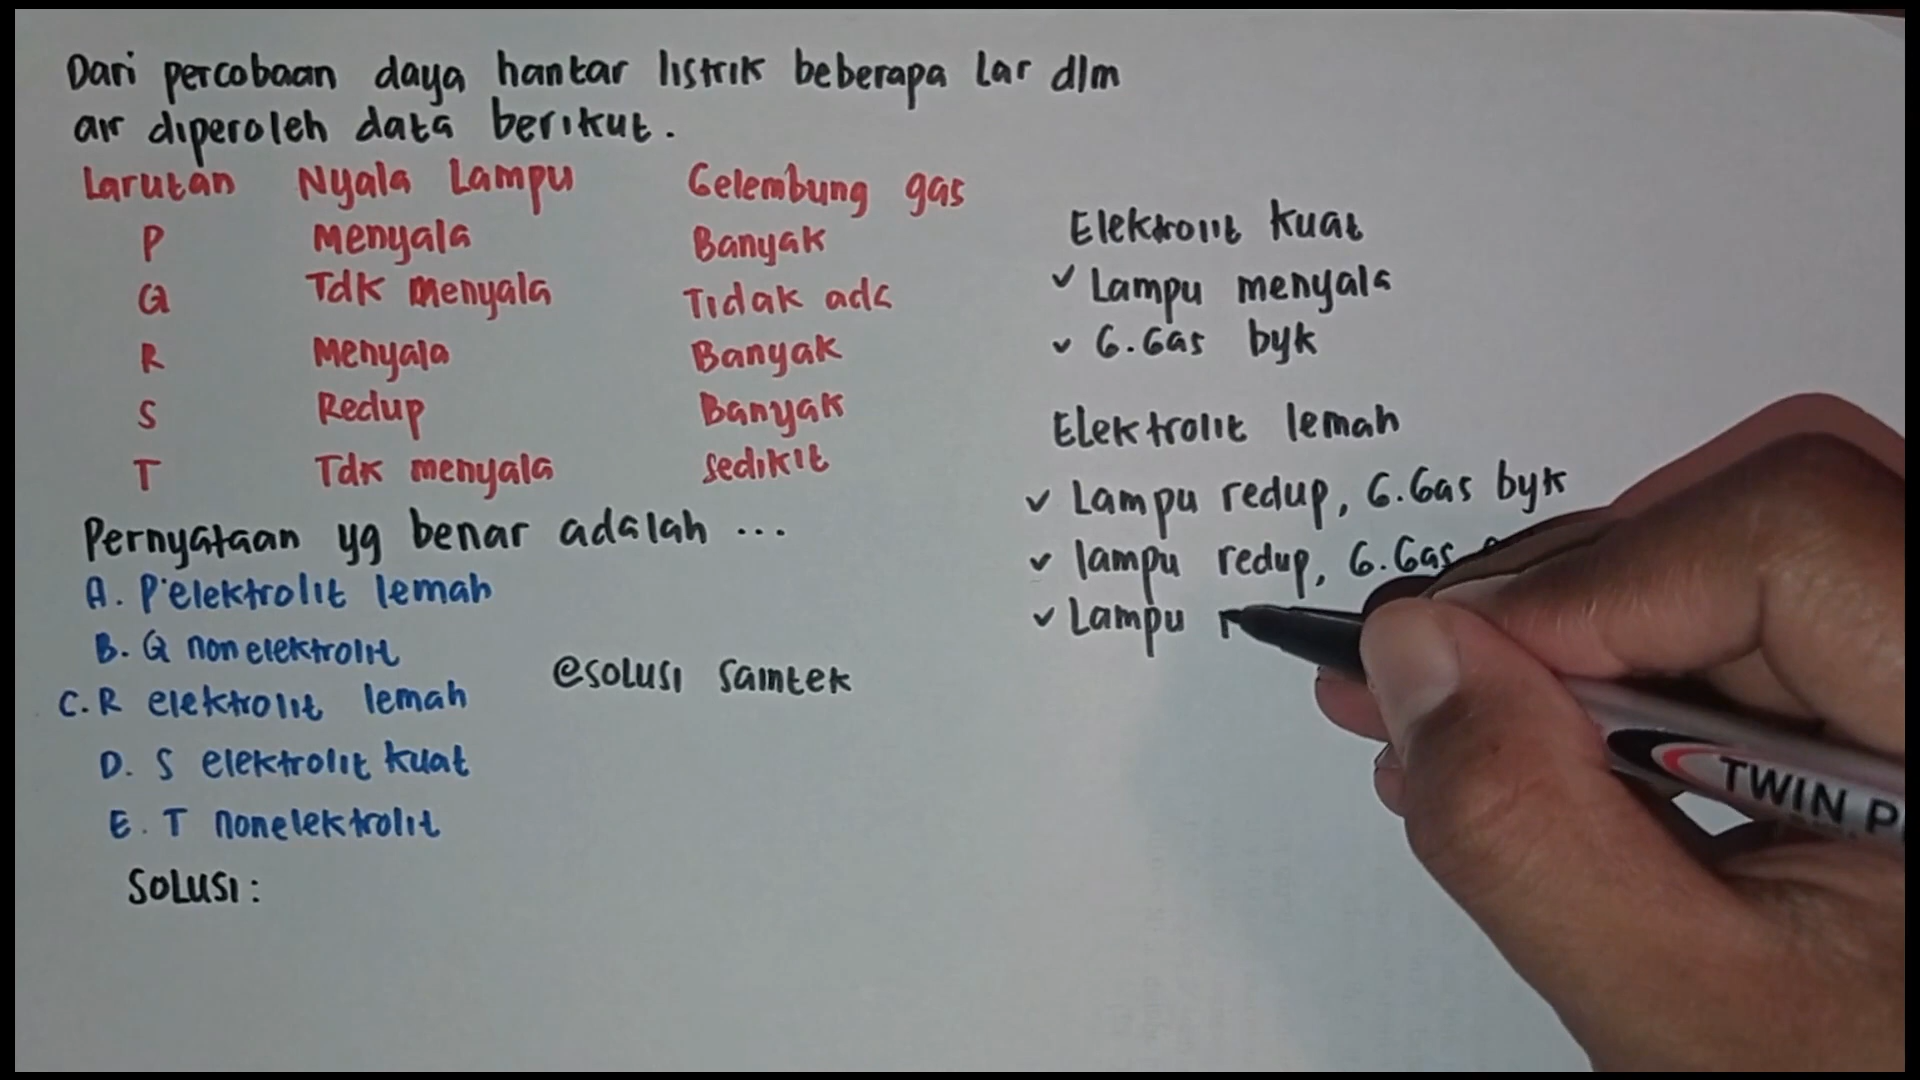 Dari percobaan daya hantar listrik beberapa Lar dlm
air diperoleh data berikut.
Larutan Nyala Lampu Gelembung gas
P Menyala Banyak
Q Tdk menyala Tidak ada
R Menyala Banyak
S Redup Banyak
T Tdk menyala sedikit
Pernyataan yg benar adalah ...
A. P elektrolit lemah
B. Q non elektrolit
C. R elektrolit lemah
D. S elektrolit kuat
E. T nonelektrolit
SOLUSI:
@solusi saintek
Elektrolit kuat
✓ Lampu menyala
✓ G.Gas byk
Elektrolit lemah
✓ Lampu redup, G.Gas byk
✓ lampu redup, G.Gas
✓ Lampu
TWIN P